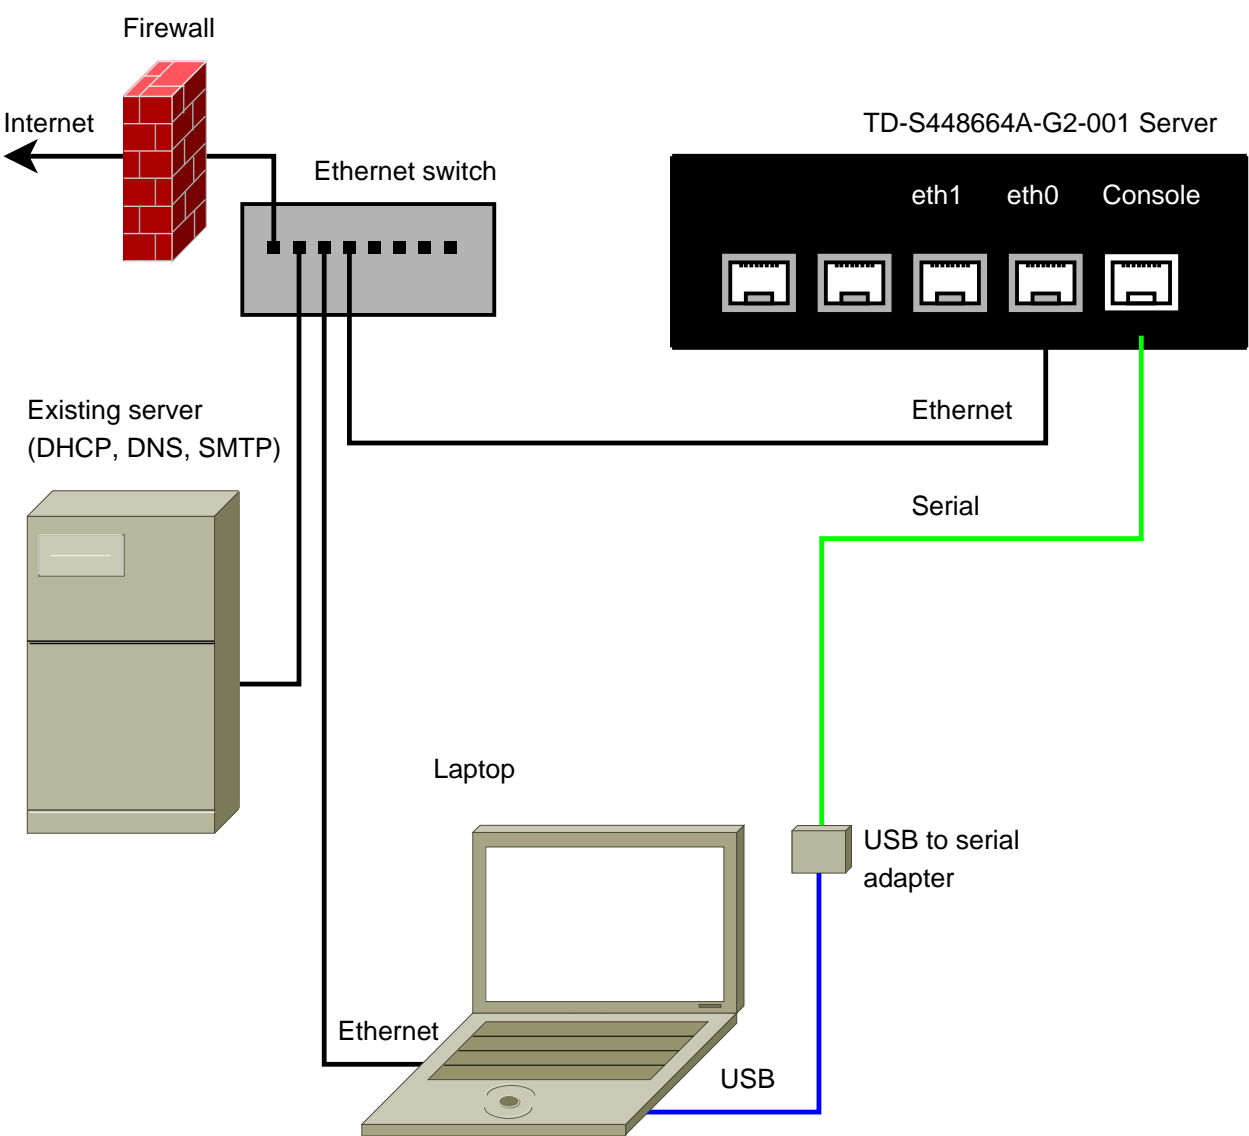 Firewall
Internet
TD-S448664A-G2-001 Server
Ethernet switch
eth1
eth0
Console
Existing server
(DHCP, DNS, SMTP)
Ethernet
Serial
Laptop
USB to serial
adapter
Ethernet
USB